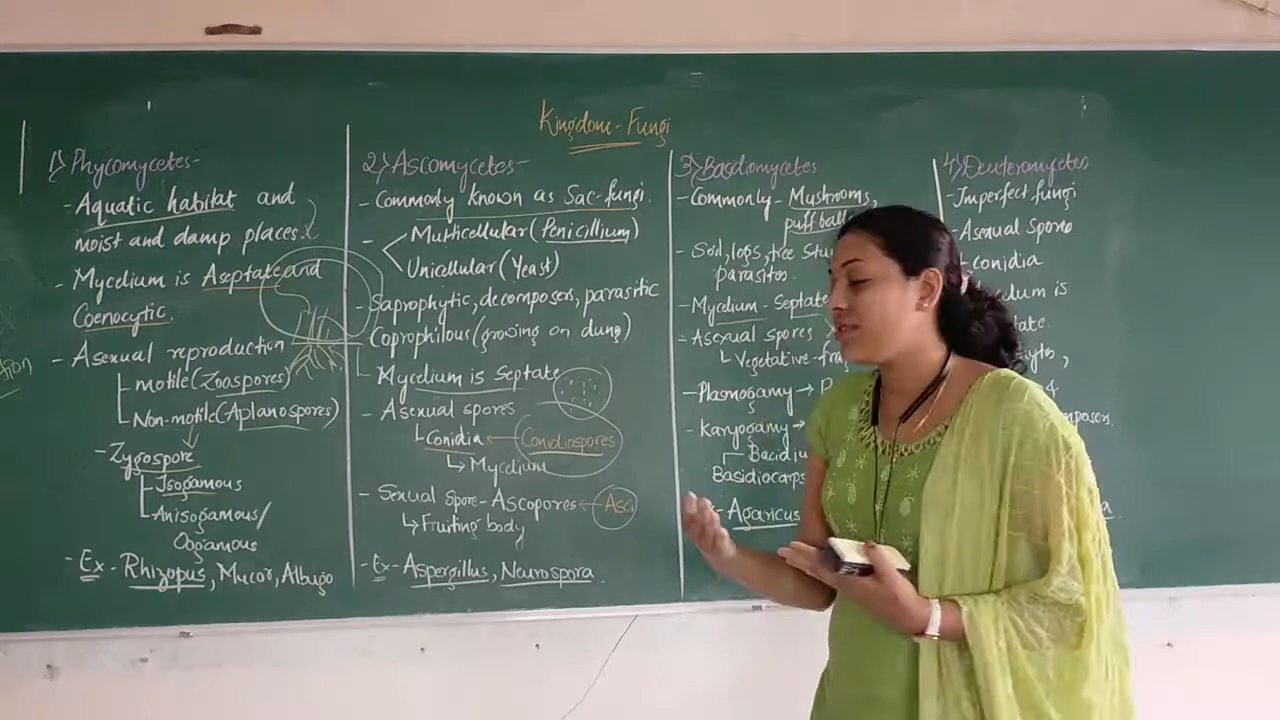 Kingdom-Fungi
1) Phycomycetes-
- Aquatic habitat and
moist and damp places.
- Mycelium is Aseptate and
Coenocytic.
- Asexual reproduction
motile (Zoospores)
Non-motile (Aplanospores)
- Zygospore
Isogamous
Anisogamous/
Oogamous
- Ex - Rhizopus, Mucor, Albugo
2) Ascomycetes-
- Commonly known as Sac-fungi.
- Multicellular (Penicillium)
Unicellular (Yeast)
- Saprophytic, decomposers, parasitic
Coprophilous (growing on dung)
- Mycelium is Septate
- Asexual spores
Conidia ← Conidiospores
↳ Mycelium
- Sexual spore - Ascopores ← Asci
↳ Fruiting body
- Ex - Aspergillus, Neurospora.
3) Basdiomycetes
- Commonly - Mushrooms,
puff ball
- Soil, logs, tree
parasites.
- Mycelium - Septate
- Asexual spores
Vegetative-
- Plasmogamy →
- Karyogamy →
Agaricus
4) Deuteromycetes
- Imperfect fungi
- Asexual Spore
- Conidia
is